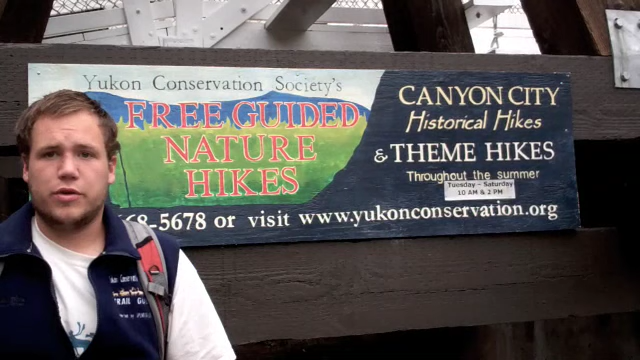 Yukon Conservation Society's
FREE GUIDED
NATURE
HIKES
CANYON CITY
Historical Hikes
& THEME HIKES
Throughout the summer
Tuesday - Saturday
10 AM & 2 PM
668-5678 or visit www.yukonconservation.org
TRAIL